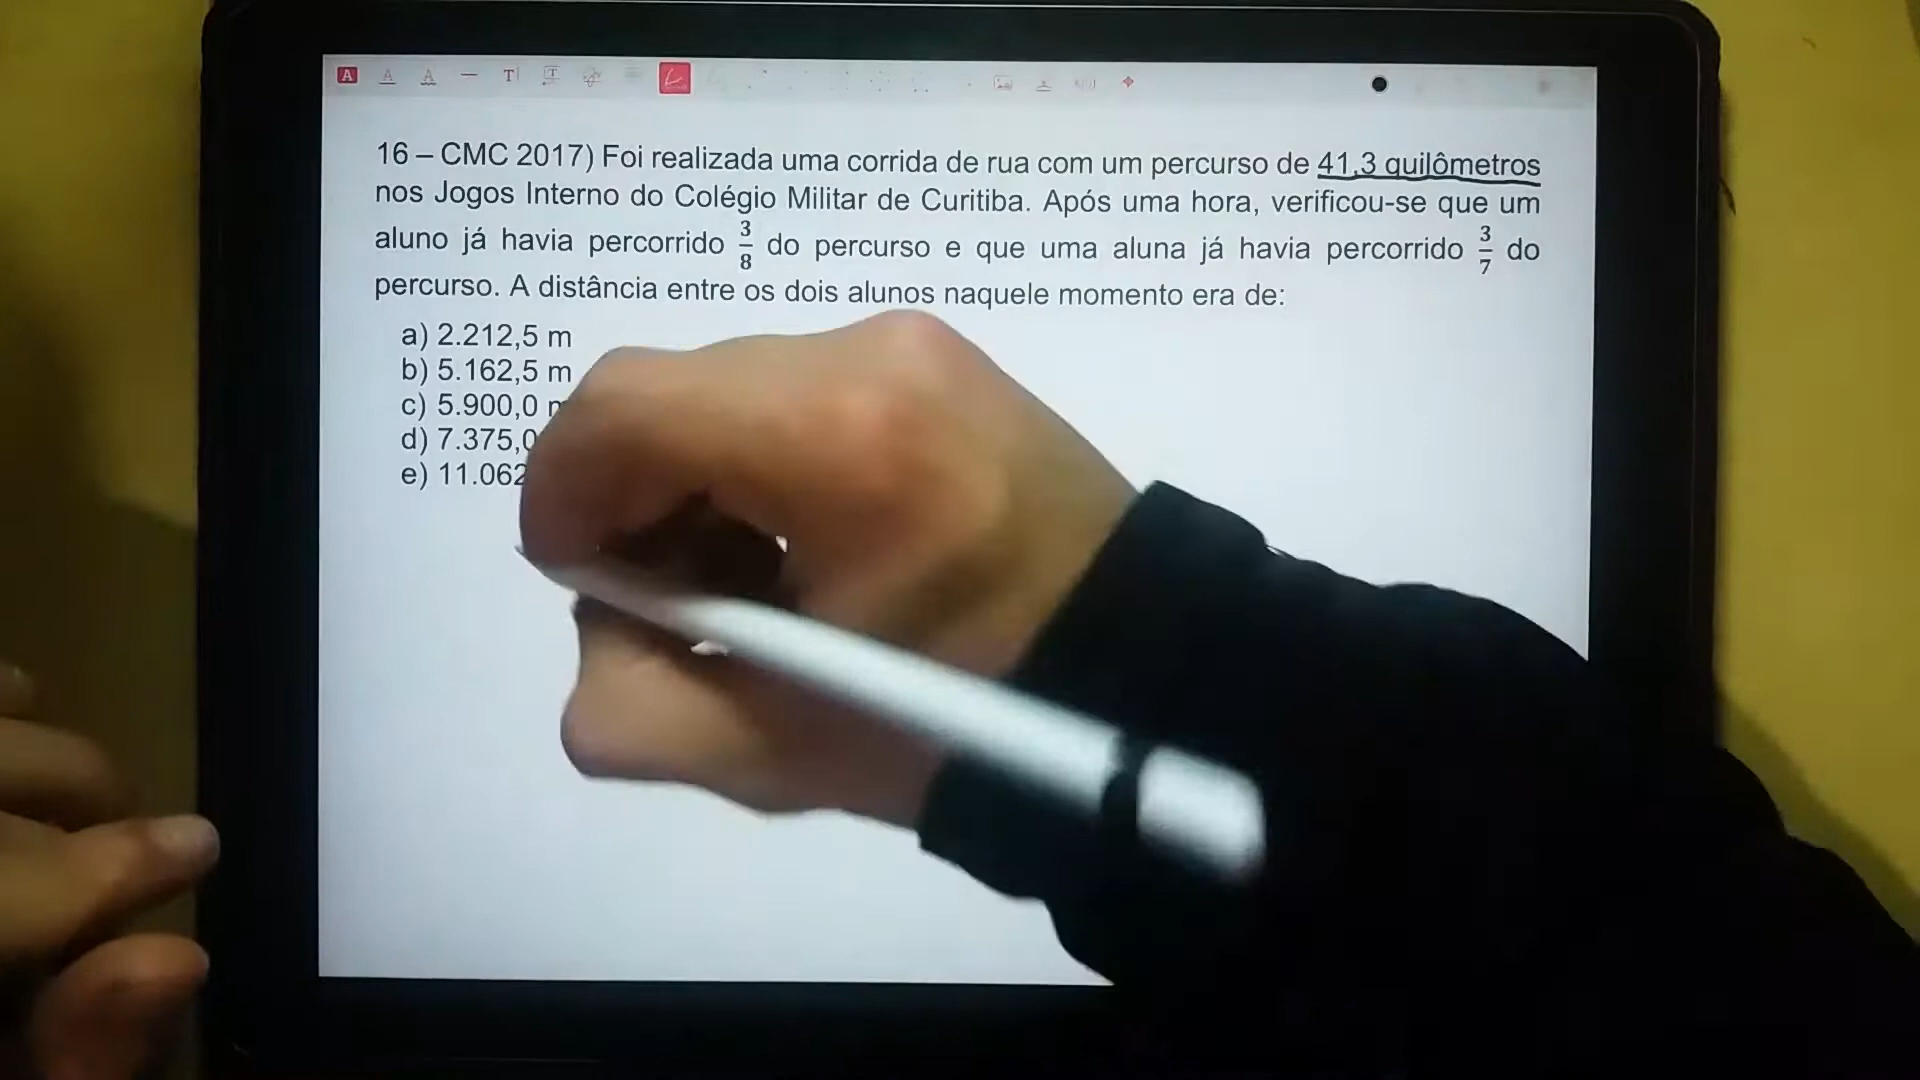 16 – CMC 2017) Foi realizada uma corrida de rua com um percurso de 41,3 quilômetros
nos Jogos Interno do Colégio Militar de Curitiba. Após uma hora, verificou-se que um
aluno já havia percorrido 3/8 do percurso e que uma aluna já havia percorrido 3/7 do
percurso. A distância entre os dois alunos naquele momento era de:
a) 2.212,5 m
b) 5.162,5 m
c) 5.900,0 m
d) 7.375,0
e) 11.062